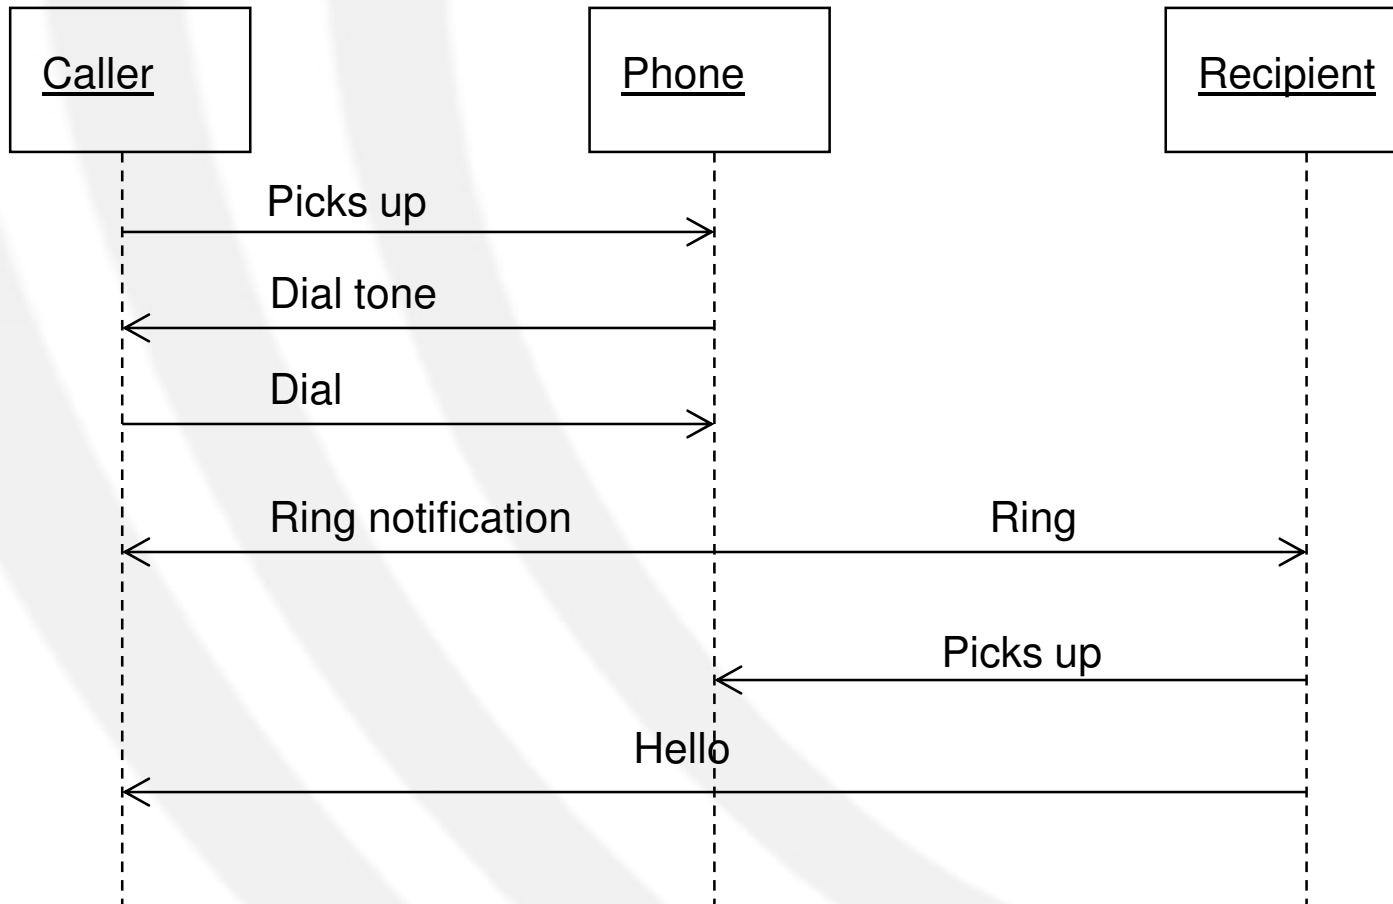 Caller Phone Recipient
Picks up
Dial tone
Dial
Ring notification Ring
Picks up
Hello